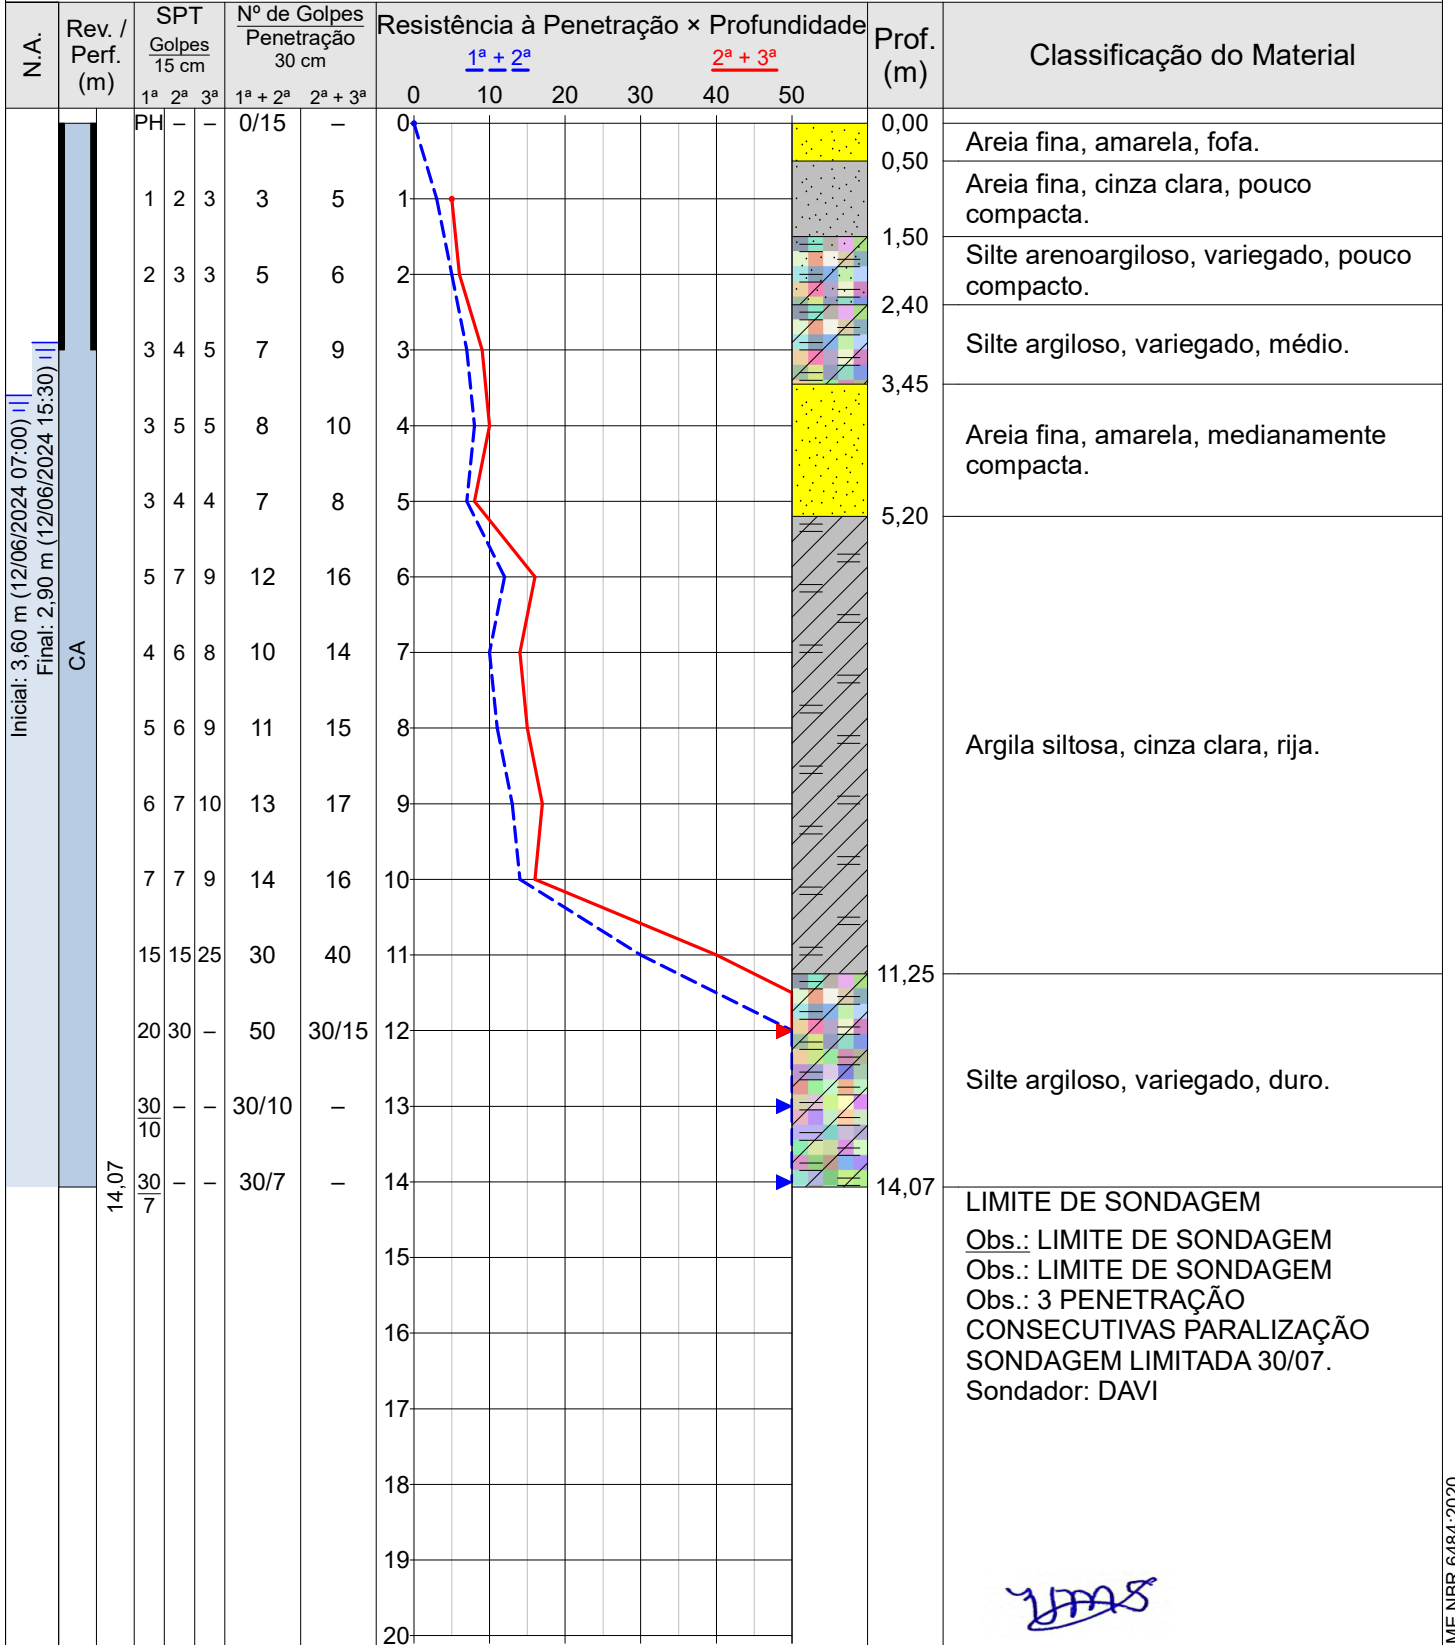 N.A.
Rev. /
Perf.
(m)
SPT
Golpes
15 cm
1ª 2ª 3ª
Nº de Golpes
Penetração
30 cm
1ª + 2ª 2ª + 3ª
Resistência à Penetração × Profundidade
1ª + 2ª 2ª + 3ª
0 10 20 30 40 50
Prof.
(m)
Classificação do Material
PH – – 0/15 – 0
1 2 3 3 5 1
2 3 3 5 6 2
3 4 5 7 9 3
3 5 5 8 10 4
3 4 4 7 8 5
5 7 9 12 16 6
4 6 8 10 14 7
5 6 9 11 15 8
6 7 10 13 17 9
7 7 9 14 16 10
15 15 25 30 40 11
20 30 – 50 30/15 12
30
10
– – 30/10 – 13
30
7
– – 30/7 – 14
15
16
17
18
19
20
Inicial: 3,60 m (12/06/2024 07:00)
Final: 2,90 m (12/06/2024 15:30)
CA
14,07
0,00
Areia fina, amarela, fofa.
0,50
Areia fina, cinza clara, pouco
compacta.
1,50
Silte arenoargiloso, variegado, pouco
compacto.
2,40
Silte argiloso, variegado, médio.
3,45
Areia fina, amarela, medianamente
compacta.
5,20
Argila siltosa, cinza clara, rija.
11,25
Silte argiloso, variegado, duro.
14,07
LIMITE DE SONDAGEM
Obs.: LIMITE DE SONDAGEM
Obs.: LIMITE DE SONDAGEM
Obs.: 3 PENETRAÇÃO
CONSECUTIVAS PARALIZAÇÃO
SONDAGEM LIMITADA 30/07.
Sondador: DAVI
NBR 6484:2020